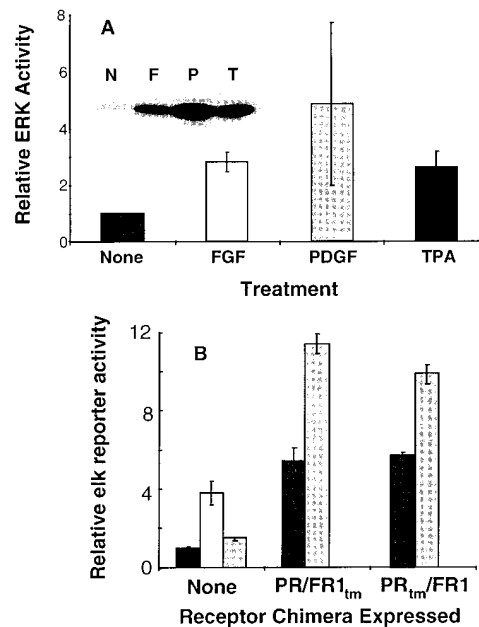 A
8
6
4
2
0
Relative ERK Activity
N F P T
None FGF PDGF TPA
Treatment
B
12
8
4
0
Relative elk reporter activity
None PR/FR1tm PRtm/FR1
Receptor Chimera Expressed